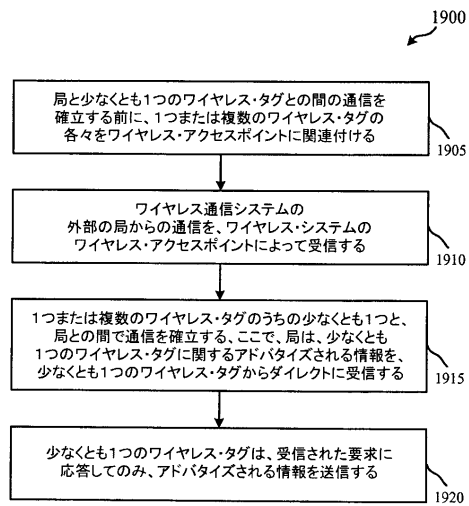 1900
局と少なくとも1つのワイヤレス・タグとの間の通信を
確立する前に、1つまたは複数のワイヤレス・タグの
各々をワイヤレス・アクセスポイントに関連付ける
1905
ワイヤレス通信システムの
外部の局からの通信を、ワイヤレス・システムの
ワイヤレス・アクセスポイントによって受信する
1910
1つまたは複数のワイヤレス・タグのうちの少なくとも1つと、
局との間で通信を確立する、ここで、局は、少なくとも
1つのワイヤレス・タグに関するアドバタイズされる情報を、
少なくとも1つのワイヤレス・タグからダイレクトに受信する
1915
少なくとも1つのワイヤレス・タグは、受信された要求に
応答してのみ、アドバタイズされる情報を送信する
1920